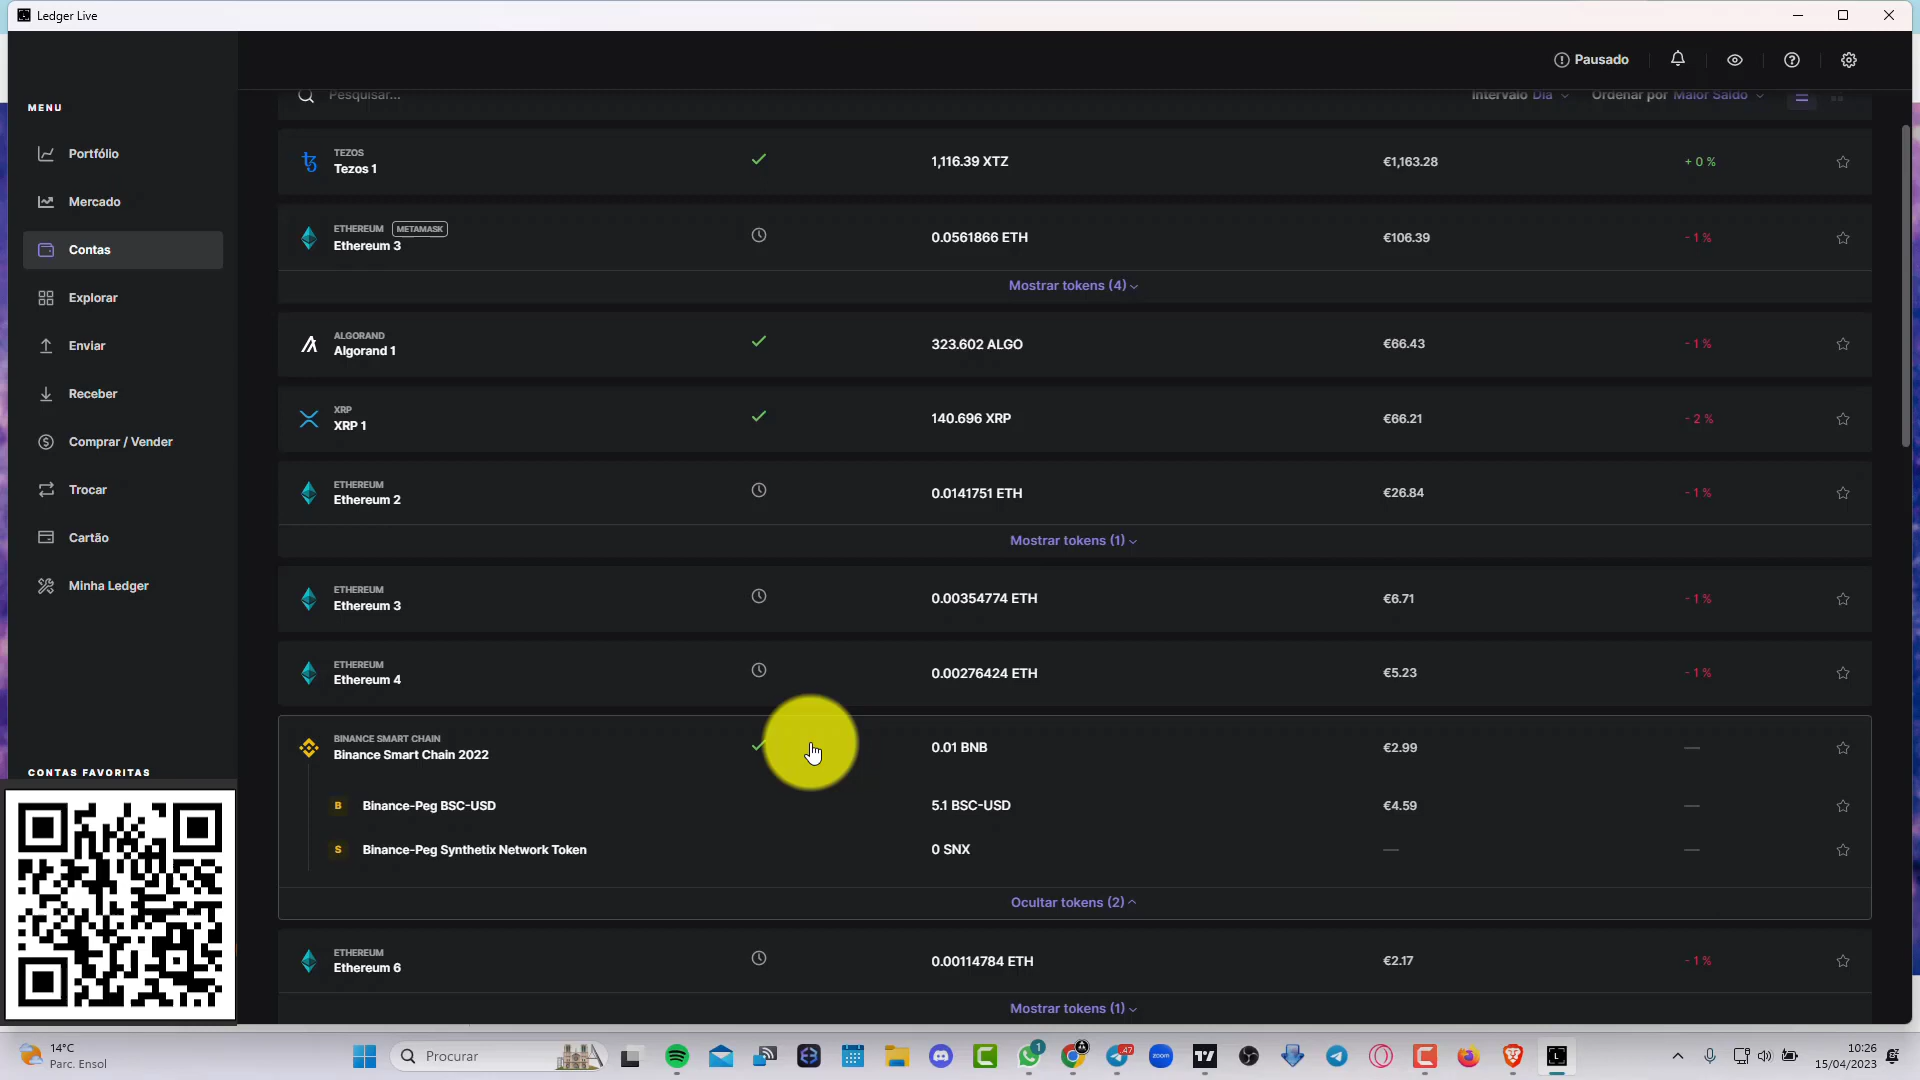 Ledger Live
Pausado
MENU
Portfólio
Mercado
Contas
Explorar
Enviar
Receber
Comprar / Vender
Trocar
Cartão
Minha Ledger
CONTAS FAVORITAS
Pesquisar...
Intervalo Dia
Ordenar por Maior Saldo
TEZOS
Tezos 1
1,116.39 XTZ
€1,163.28
+ 0 %
ETHEREUM METAMASK
Ethereum 3
0.0561866 ETH
€106.39
- 1 %
Mostrar tokens (4)
ALGORAND
Algorand 1
323.602 ALGO
€66.43
- 1 %
XRP
XRP 1
140.696 XRP
€66.21
- 2 %
ETHEREUM
Ethereum 2
0.0141751 ETH
€26.84
- 1 %
Mostrar tokens (1)
ETHEREUM
Ethereum 3
0.00354774 ETH
€6.71
- 1 %
ETHEREUM
Ethereum 4
0.00276424 ETH
€5.23
- 1 %
BINANCE SMART CHAIN
Binance Smart Chain 2022
0.01 BNB
€2.99
—
B Binance-Peg BSC-USD
5.1 BSC-USD
€4.59
—
S Binance-Peg Synthetix Network Token
0 SNX
—
—
Ocultar tokens (2)
ETHEREUM
Ethereum 6
0.00114784 ETH
€2.17
- 1 %
Mostrar tokens (1)
14°C
Parc. Ensol
Procurar
1
47
zoom
10:26
15/04/2023